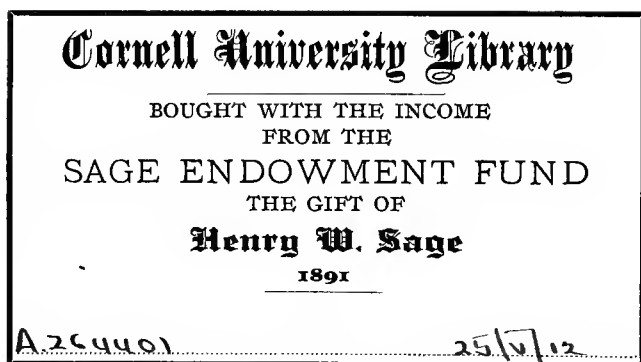 Cornell University Library
BOUGHT WITH THE INCOME
FROM THE
SAGE ENDOWMENT FUND
THE GIFT OF
Henry W. Sage
1891
A.264401 25/V/12